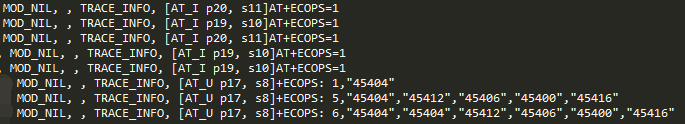 MOD_NIL, , TRACE_INFO, [AT_I p20, s11]AT+ECOPS=1
MOD_NIL, , TRACE_INFO, [AT_I p19, s10]AT+ECOPS=1
MOD_NIL, , TRACE_INFO, [AT_I p20, s11]AT+ECOPS=1
MOD_NIL, , TRACE_INFO, [AT_I p19, s10]AT+ECOPS=1
MOD_NIL, , TRACE_INFO, [AT_I p19, s10]AT+ECOPS=1
MOD_NIL, , TRACE_INFO, [AT_U p17, s8]+ECOPS: 1,"45404"
MOD_NIL, , TRACE_INFO, [AT_U p17, s8]+ECOPS: 5,"45404","45412","45406","45400","45416"
MOD_NIL, , TRACE_INFO, [AT_U p17, s8]+ECOPS: 6,"45404","45404","45412","45406","45400","45416"